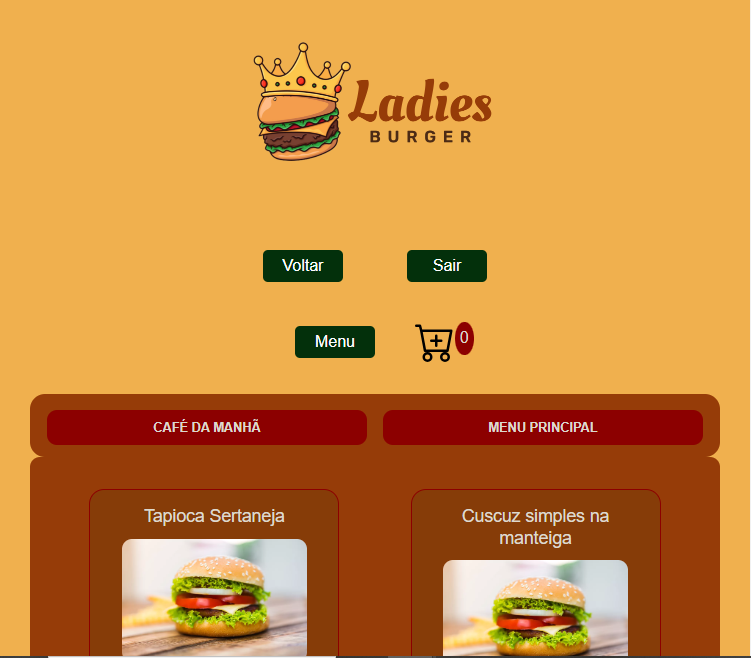 Ladies
BURGER
Voltar
Sair
Menu
0
CAFÉ DA MANHÃ
MENU PRINCIPAL
Tapioca Sertaneja
Cuscuz simples na
manteiga